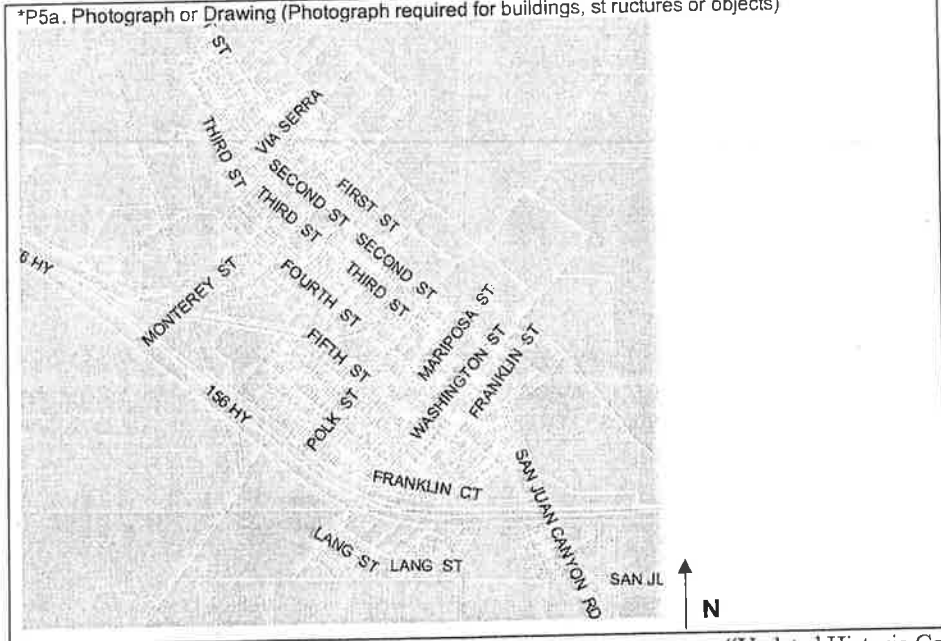 *P5a. Photograph or Drawing (Photograph required for buildings, st ructures or objects)
ST
VIA SERRA
THIRD ST
SECOND ST
FIRST ST
THIRD ST
SECOND ST
6 HY
MONTEREY ST
FOURTH ST
THIRD ST
MARIPOSA ST
FIFTH ST
WASHINGTON ST
FRANKLIN ST
156 HY
POLK ST
FRANKLIN CT
SAN JUAN CANYON RD
LANG ST
LANG ST
SAN JU
N